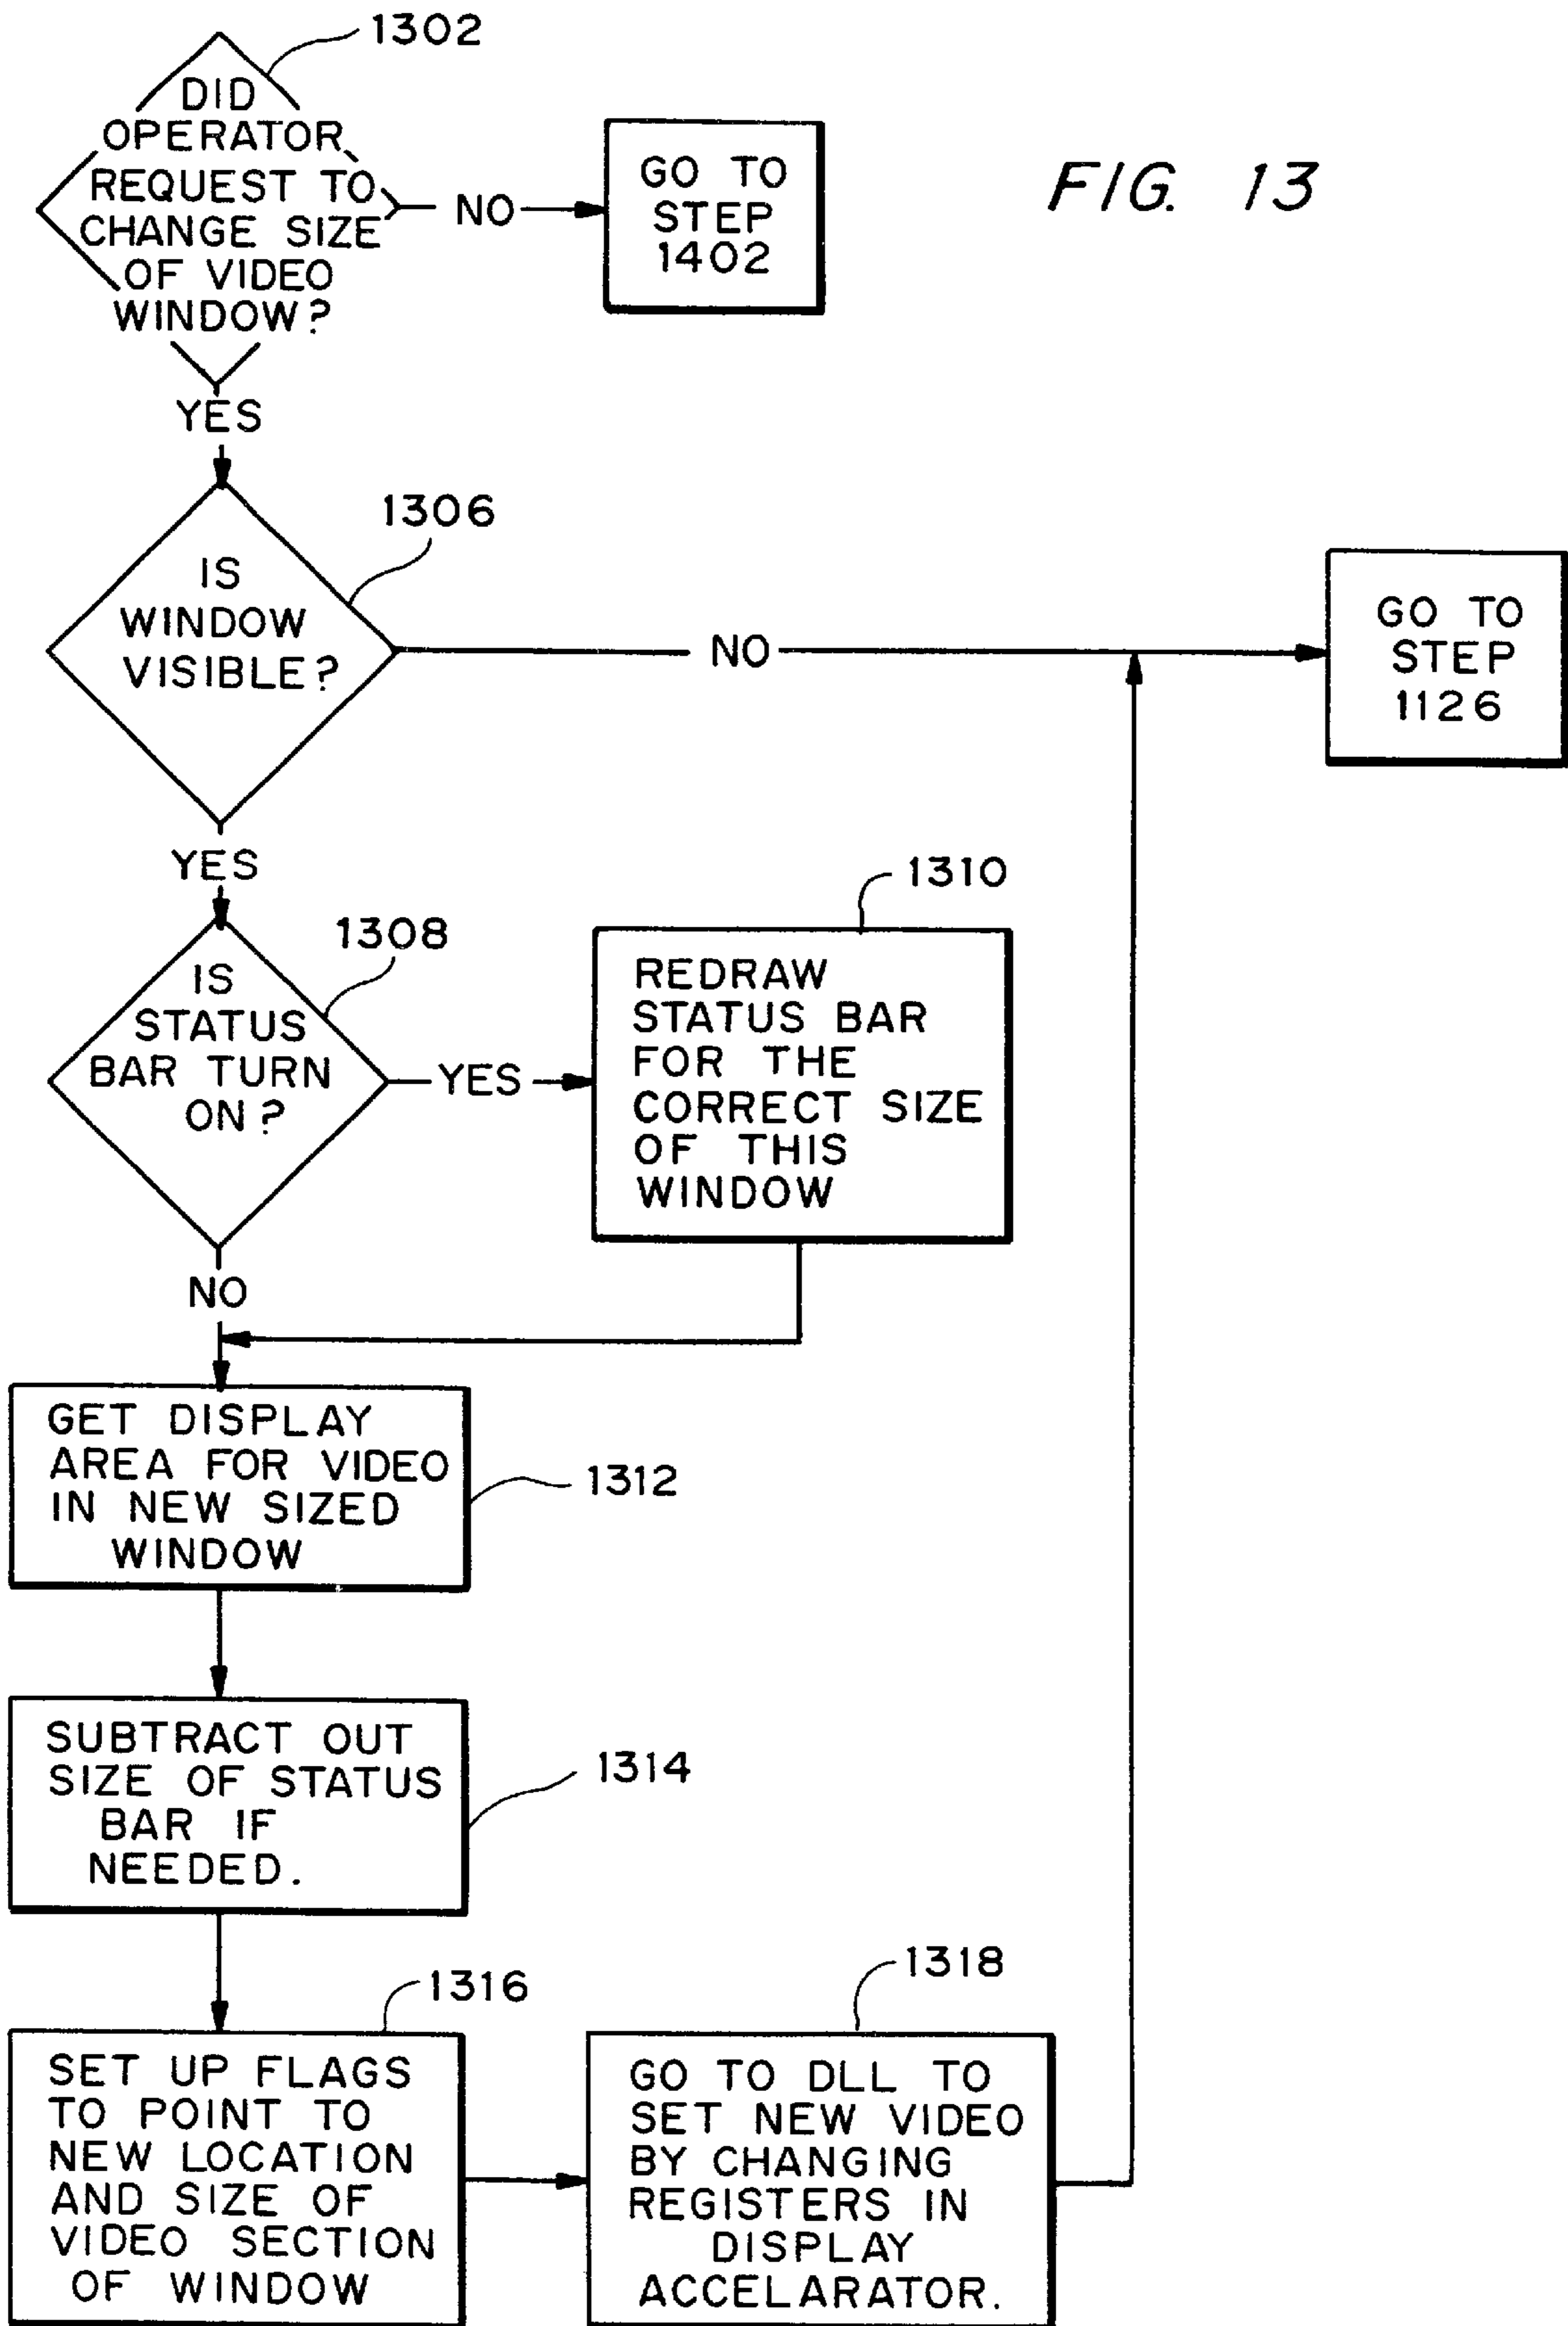 1302
DID
OPERATOR
REQUEST TO
CHANGE SIZE
OF VIDEO
WINDOW?
NO
GO TO
STEP
1402
FIG. 13
YES
1306
IS
WINDOW
VISIBLE?
NO
GO TO
STEP
1126
YES
1308
IS
STATUS
BAR TURN
ON?
YES
1310
REDRAW
STATUS BAR
FOR THE
CORRECT SIZE
OF THIS
WINDOW
NO
GET DISPLAY
AREA FOR VIDEO
IN NEW SIZED
WINDOW
1312
SUBTRACT OUT
SIZE OF STATUS
BAR IF
NEEDED.
1314
1316
SET UP FLAGS
TO POINT TO
NEW LOCATION
AND SIZE OF
VIDEO SECTION
OF WINDOW
1318
GO TO DLL TO
SET NEW VIDEO
BY CHANGING
REGISTERS IN
DISPLAY
ACCELARATOR.